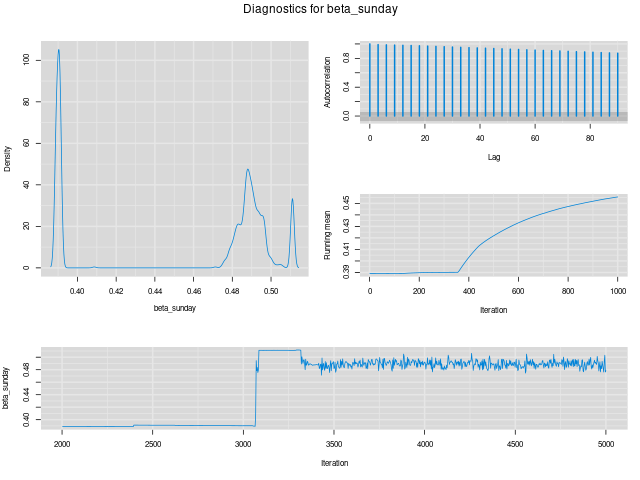 Diagnostics for beta_sunday
Density
0 20 40 60 80 100
0.40 0.42 0.44 0.46 0.48 0.50
beta_sunday
Autocorrelation
0.0 0.4 0.8
0 20 40 60 80
Lag
Running mean
0.39 0.41 0.43 0.45
0 200 400 600 800 1000
Iteration
beta_sunday
0.40 0.44 0.48
2000 2500 3000 3500 4000 4500 5000
Iteration